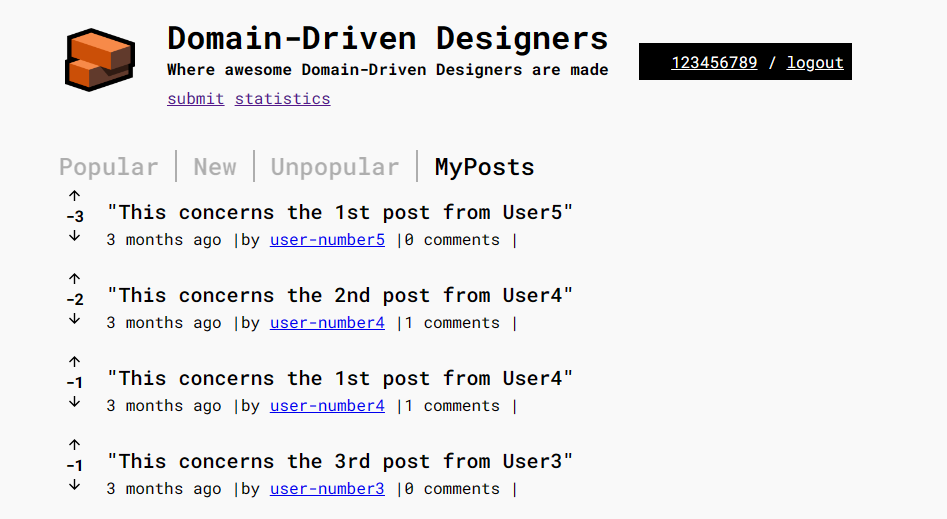 Domain-Driven Designers
Where awesome Domain-Driven Designers are made
submit statistics
123456789 / logout
Popular | New | Unpopular | MyPosts
-3
"This concerns the 1st post from User5"
3 months ago |by user-number5 |0 comments |
-2
"This concerns the 2nd post from User4"
3 months ago |by user-number4 |1 comments |
-1
"This concerns the 1st post from User4"
3 months ago |by user-number4 |1 comments |
-1
"This concerns the 3rd post from User3"
3 months ago |by user-number3 |0 comments |